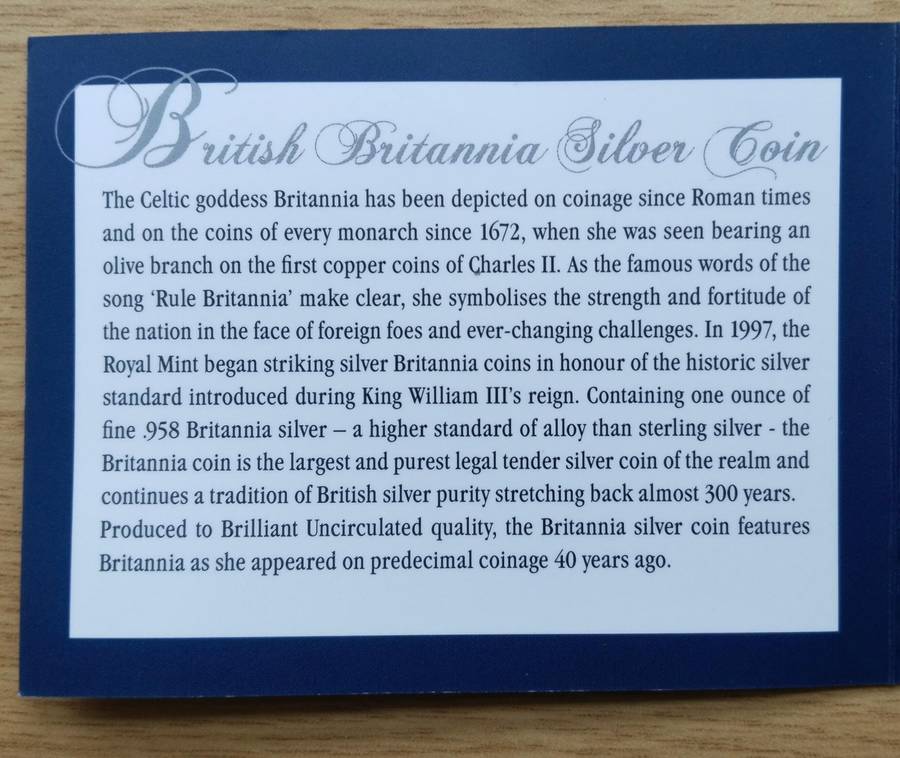 British Britannia Silver Coin
The Celtic goddess Britannia has been depicted on coinage since Roman times
and on the coins of every monarch since 1672, when she was seen bearing an
olive branch on the first copper coins of Charles II. As the famous words of the
song ‘Rule Britannia’ make clear, she symbolises the strength and fortitude of
the nation in the face of foreign foes and ever-changing challenges. In 1997, the
Royal Mint began striking silver Britannia coins in honour of the historic silver
standard introduced during King William III’s reign. Containing one ounce of
fine .958 Britannia silver – a higher standard of alloy than sterling silver - the
Britannia coin is the largest and purest legal tender silver coin of the realm and
continues a tradition of British silver purity stretching back almost 300 years.
Produced to Brilliant Uncirculated quality, the Britannia silver coin features
Britannia as she appeared on predecimal coinage 40 years ago.